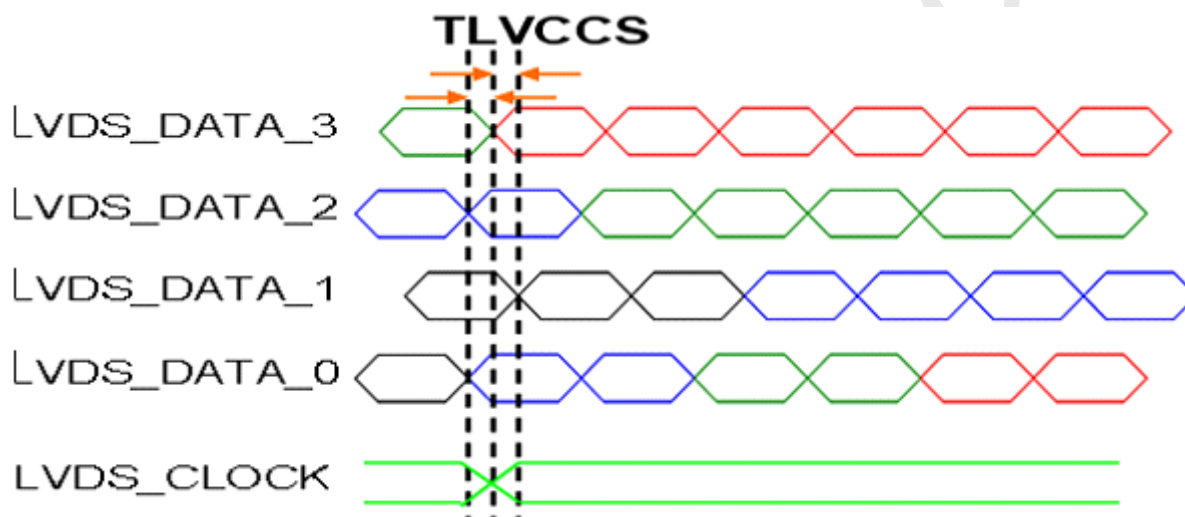 TLVCCS
LVDS_DATA_3
LVDS_DATA_2
LVDS_DATA_1
LVDS_DATA_0
LVDS_CLOCK